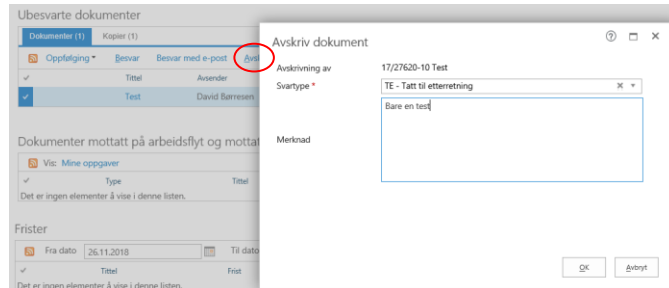 Ubesvarte dokumenter
Dokumenter (1) Kopier (1)
Oppfølging Besvar Besvar med e-post
Tittel Avsender
Test David Børresen
Dokumenter mottatt på arbeidsflyt og
Vis: Mine oppgaver
Type Tittel
Det er ingen elementer å vise i denne listen.
Frister
Fra dato 26.11.2018 Til dato
Tittel Frist
Det er ingen elementer å vise i denne listen.
Avskriv dokument
Avskrivning av 17/27620-10 Test
Svartype * TE - Tatt til etterretning
Merknad
Bare en test
OK Avbryt